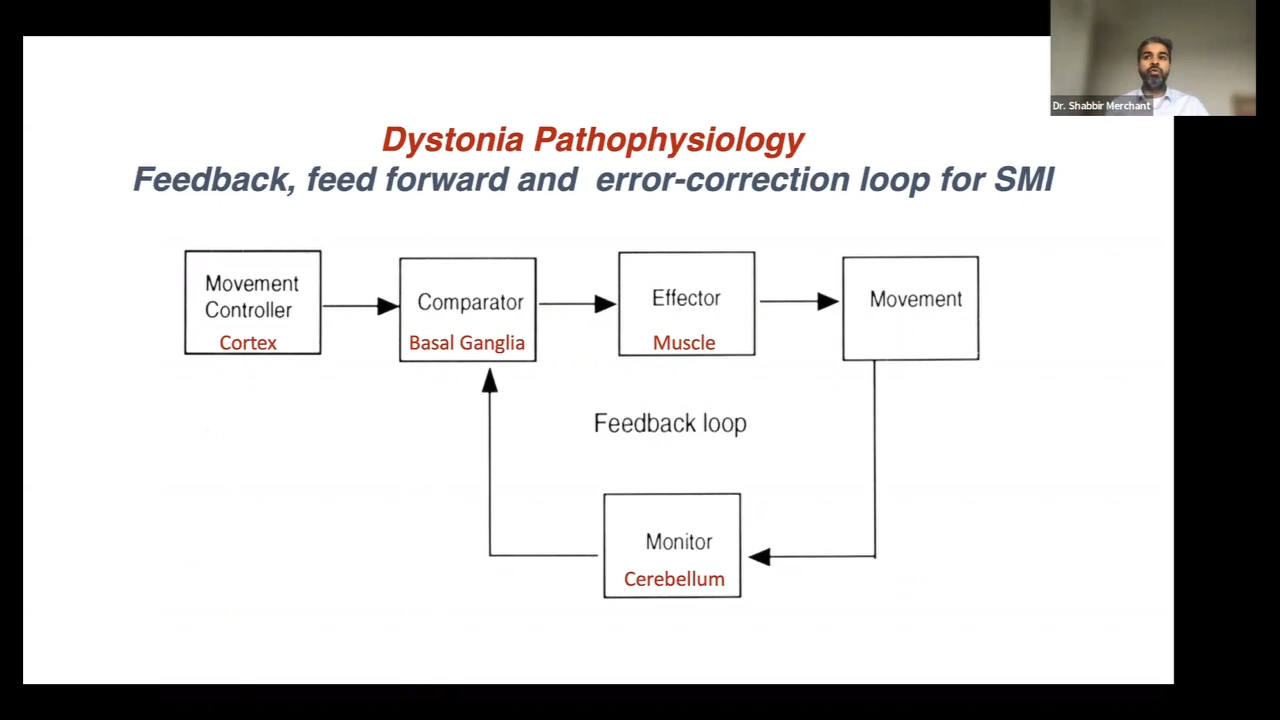 Dr. Shabbir Merchant
Dystonia Pathophysiology
Feedback, feed forward and error-correction loop for SMI
Movement
Controller
Cortex
Comparator
Basal Ganglia
Effector
Muscle
Movement
Feedback loop
Monitor
Cerebellum